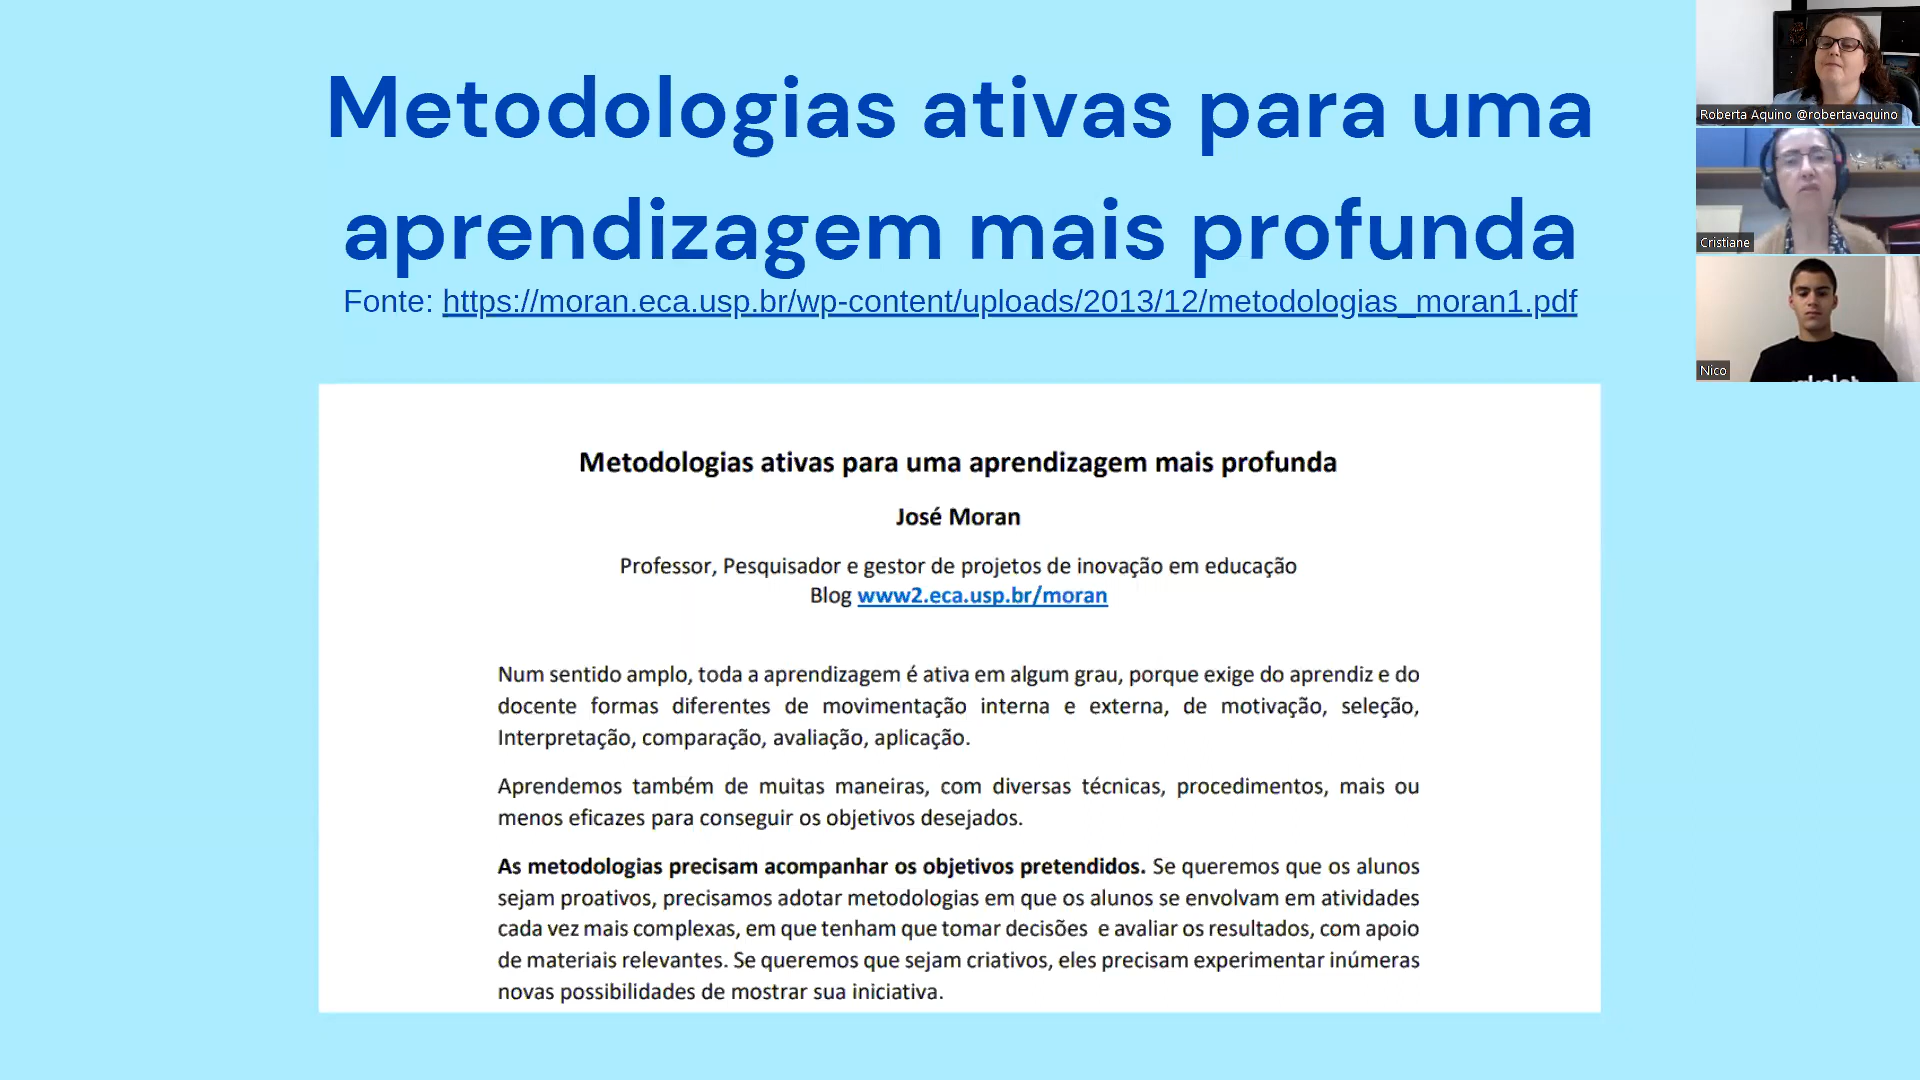 Metodologias ativas para uma
aprendizagem mais profunda
Fonte: https://moran.eca.usp.br/wp-content/uploads/2013/12/metodologias_moran1.pdf
Metodologias ativas para uma aprendizagem mais profunda
José Moran
Professor, Pesquisador e gestor de projetos de inovação em educação
Blog www2.eca.usp.br/moran
Num sentido amplo, toda a aprendizagem é ativa em algum grau, porque exige do aprendiz e do
docente formas diferentes de movimentação interna e externa, de motivação, seleção,
Interpretação, comparação, avaliação, aplicação.
Aprendemos também de muitas maneiras, com diversas técnicas, procedimentos, mais ou
menos eficazes para conseguir os objetivos desejados.
As metodologias precisam acompanhar os objetivos pretendidos. Se queremos que os alunos
sejam proativos, precisamos adotar metodologias em que os alunos se envolvam em atividades
cada vez mais complexas, em que tenham que tomar decisões e avaliar os resultados, com apoio
de materiais relevantes. Se queremos que sejam criativos, eles precisam experimentar inúmeras
novas possibilidades de mostrar sua iniciativa.
Roberta Aquino @robertavaquino
Cristiane
Nico